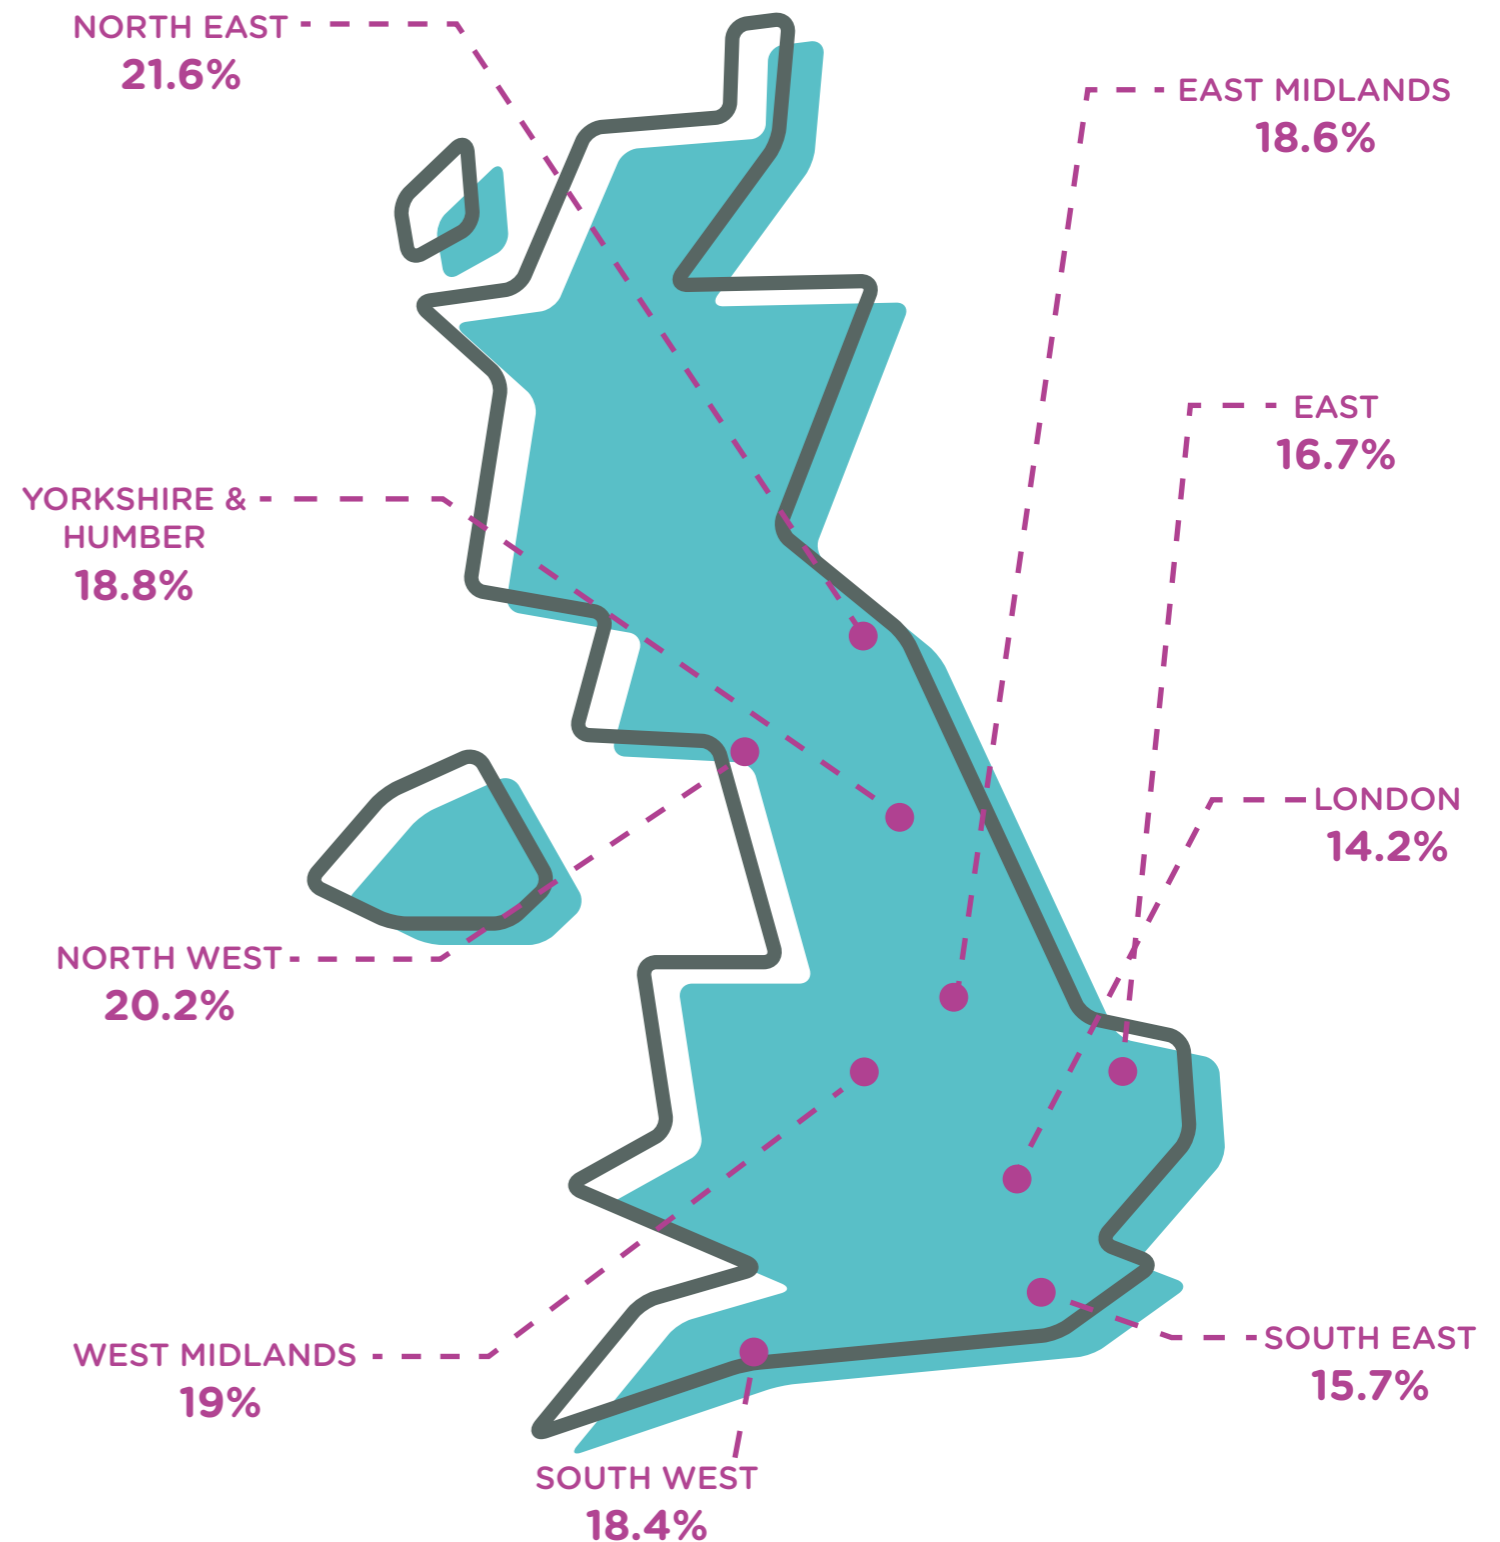 NORTH EAST
21.6%
EAST MIDLANDS
18.6%
EAST
16.7%
YORKSHIRE &
HUMBER
18.8%
LONDON
14.2%
NORTH WEST
20.2%
WEST MIDLANDS
19%
SOUTH EAST
15.7%
SOUTH WEST
18.4%